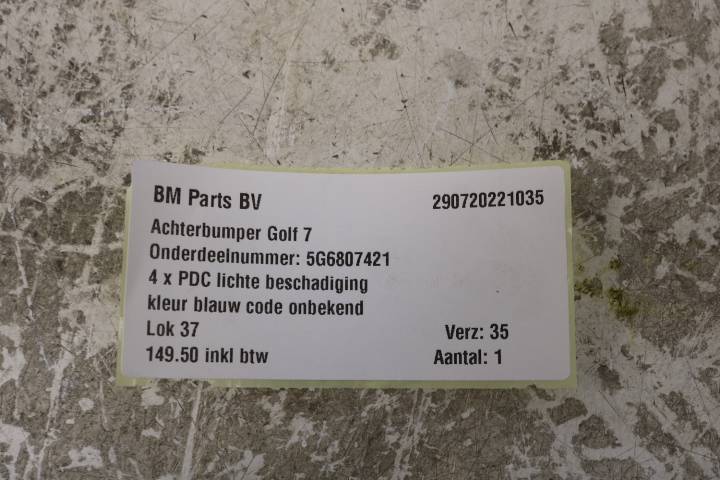 BM Parts BV 290720221035
Achterbumper Golf 7
Onderdeelnummer: 5G6807421
4 x PDC lichte beschadiging
kleur blauw code onbekend
Lok 37 Verz: 35
149.50 inkl btw Aantal: 1